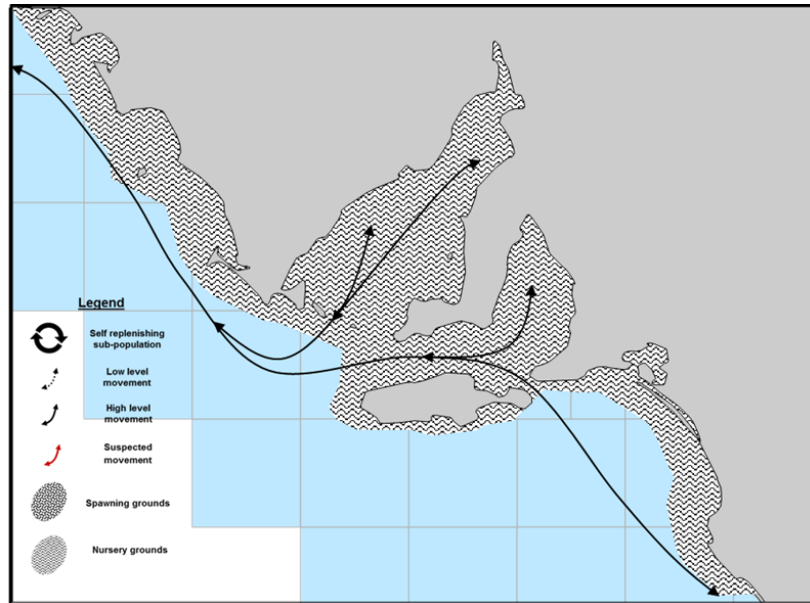 Legend
Self replenishing
sub-population
Low level
movement
High level
movement
Suspected
movement
Spawning grounds
Nursery grounds